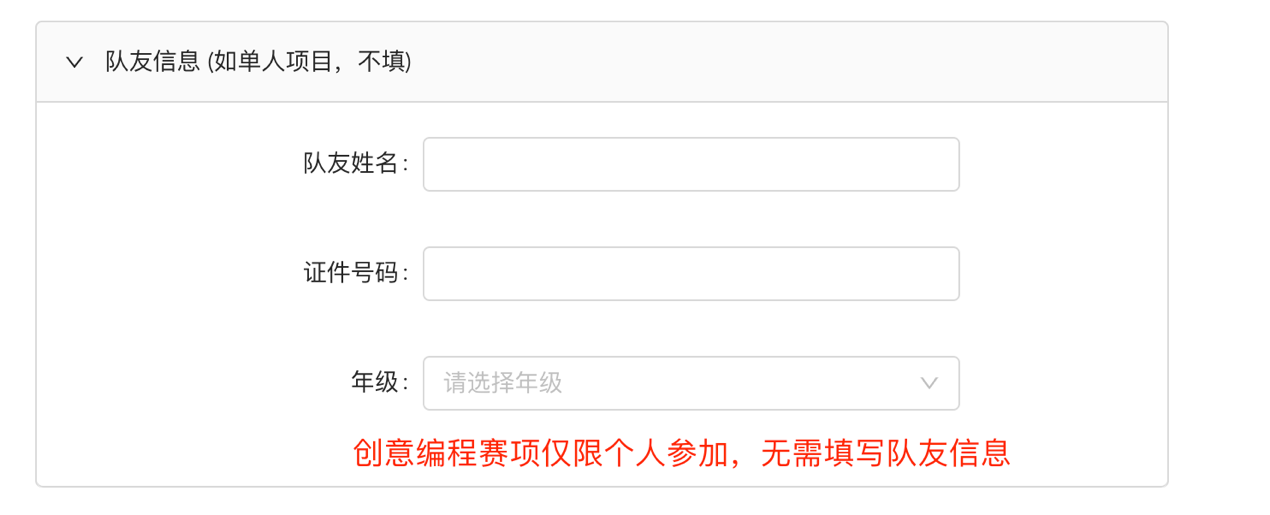 队友信息 (如单人项目，不填)
队友姓名:
证件号码:
年级:
请选择年级
创意编程赛项仅限个人参加，无需填写队友信息